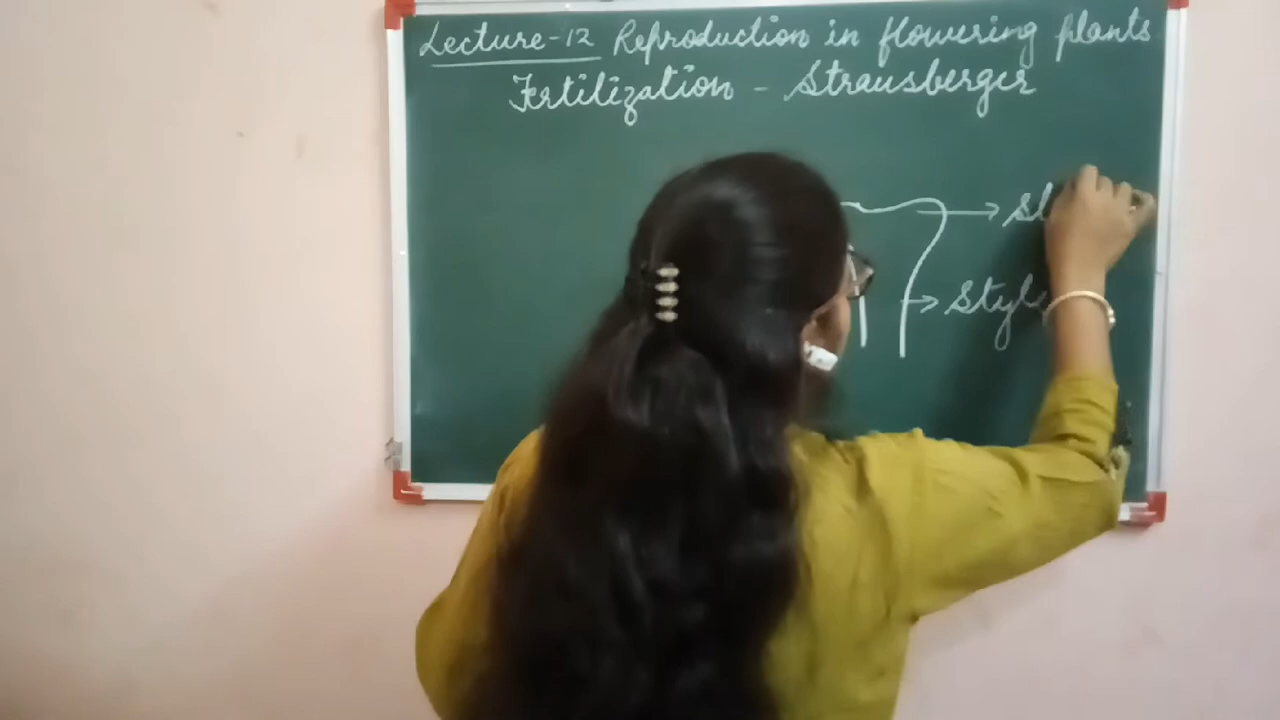 Lecture-12 Reproduction in flowering plants
Fertilization - Strausberger
Style